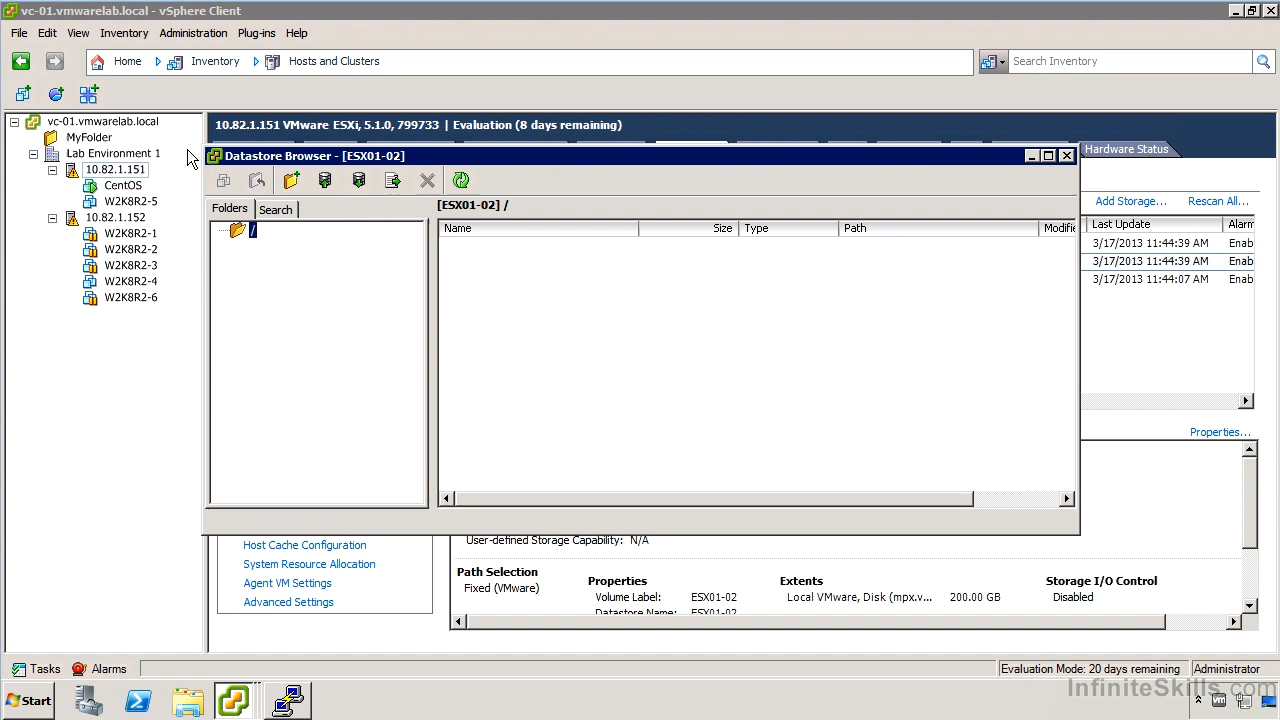 vc-01.vmwarelab.local - vSphere Client
File Edit View Inventory Administration Plug-ins Help
Home Inventory Hosts and Clusters Search Inventory
vc-01.vmwarelab.local
MyFolder
Lab Environment 1
10.82.1.151
CentOS
W2K8R2-5
10.82.1.152
W2K8R2-1
W2K8R2-2
W2K8R2-3
W2K8R2-4
W2K8R2-6
10.82.1.151 VMware ESXi, 5.1.0, 799733 | Evaluation (8 days remaining)
Hardware Status
Datastore Browser - [ESX01-02]
Folders Search
/
[ESX01-02] /
Name Size Type Path Modifie
Add Storage... Rescan All...
Last Update Alarm
3/17/2013 11:44:39 AM Enab
3/17/2013 11:44:39 AM Enab
3/17/2013 11:44:07 AM Enab
Properties...
Host Cache Configuration
System Resource Allocation
Agent VM Settings
Advanced Settings
User-defined Storage Capability: N/A
Path Selection
Fixed (VMware)
Properties
Volume Label: ESX01-02
Datastore Name: ESX01-02
Extents
Local VMware, Disk (mpx.v... 200.00 GB
Storage I/O Control
Disabled
Tasks Alarms
Evaluation Mode: 20 days remaining Administrator
Start
InfiniteSkills.com